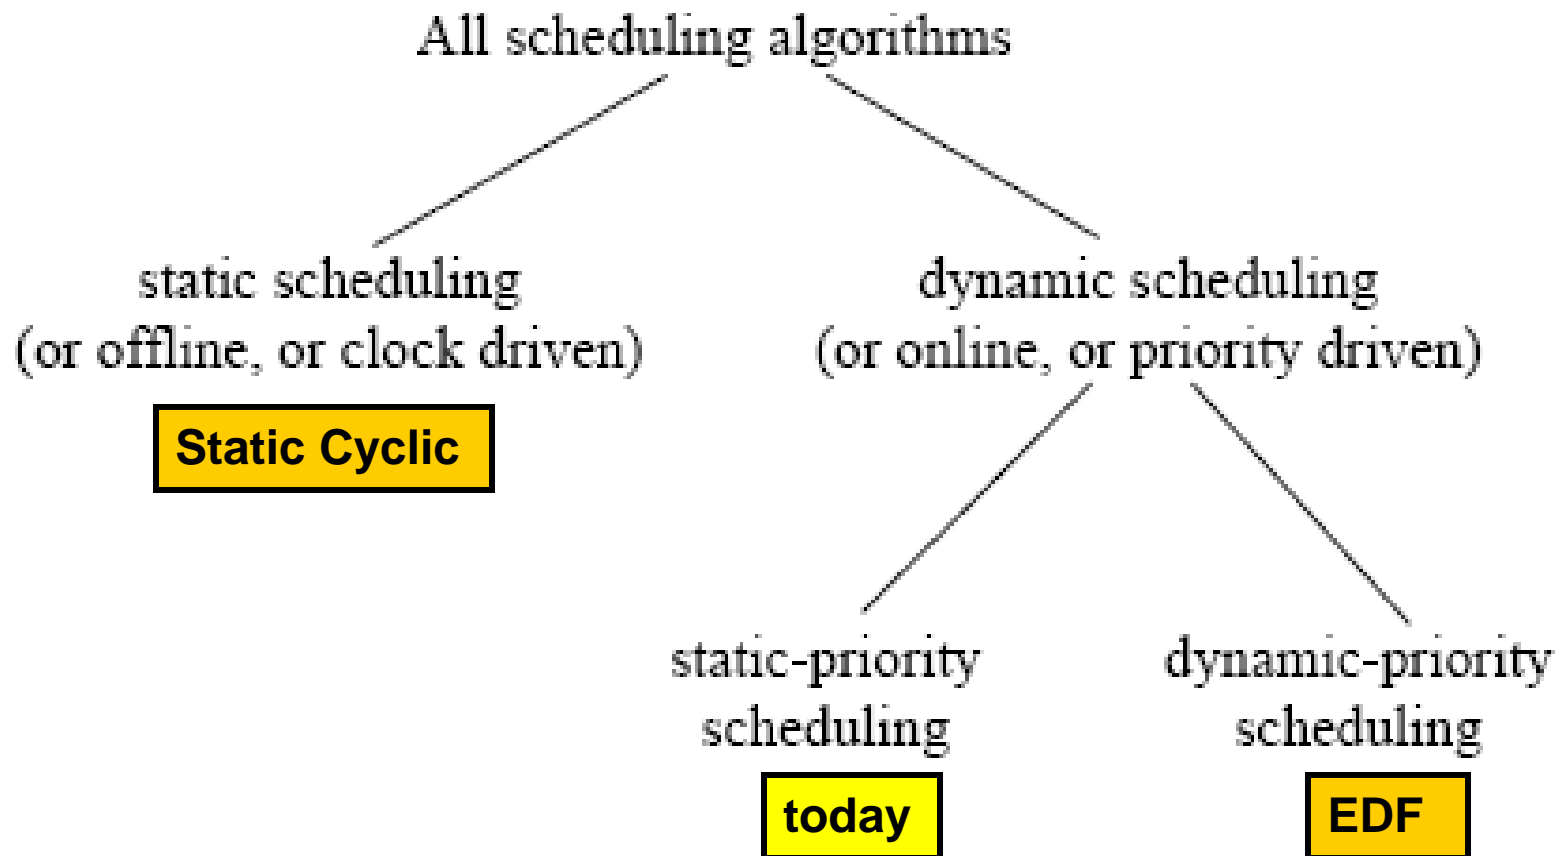 All scheduling algorithms
static scheduling
(or offline, or clock driven)
Static Cyclic
dynamic scheduling
(or online, or priority driven)
static-priority
scheduling
today
dynamic-priority
scheduling
EDF